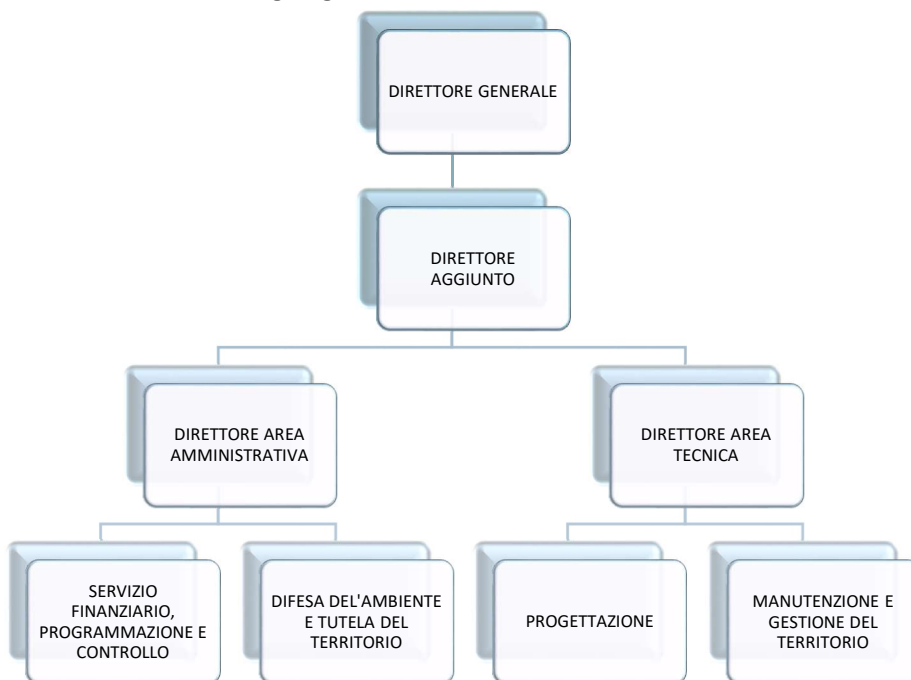 DIRETTORE GENERALE
DIRETTORE
AGGIUNTO
DIRETTORE AREA
AMMINISTRATIVA
DIRETTORE AREA
TECNICA
SERVIZIO
FINANZIARIO,
PROGRAMMAZIONE E
CONTROLLO
DIFESA DEL'AMBIENTE
E TUTELA DEL
TERRITORIO
PROGETTAZIONE
MANUTENZIONE E
GESTIONE DEL
TERRITORIO